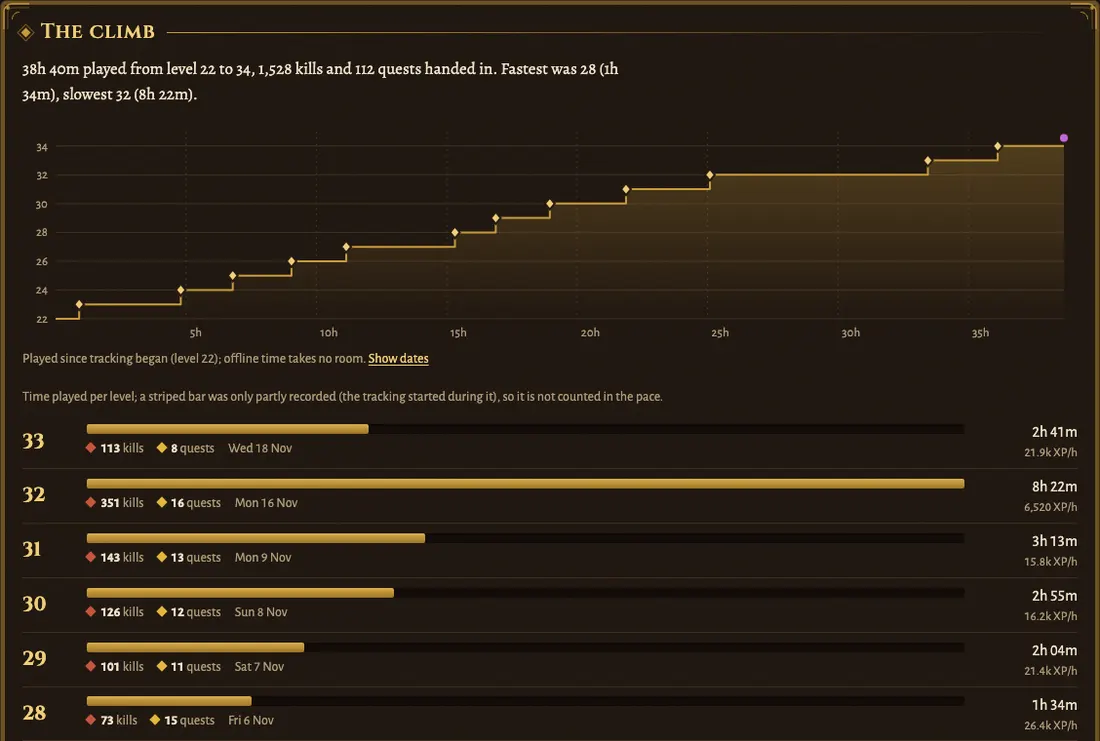 The climb
38h 40m played from level 22 to 34, 1,528 kills and 112 quests handed in. Fastest was 28 (1h
34m), slowest 32 (8h 22m).
34
32
30
28
26
24
22
5h 10h 15h 20h 25h 30h 35h
Played since tracking began (level 22); offline time takes no room. Show dates
Time played per level; a striped bar was only partly recorded (the tracking started during it), so it is not counted in the pace.
33 2h 41m
113 kills 8 quests Wed 18 Nov 21.9k XP/h
32 8h 22m
351 kills 16 quests Mon 16 Nov 6,520 XP/h
31 3h 13m
143 kills 13 quests Mon 9 Nov 15.8k XP/h
30 2h 55m
126 kills 12 quests Sun 8 Nov 16.2k XP/h
29 2h 04m
101 kills 11 quests Sat 7 Nov 21.4k XP/h
28 1h 34m
73 kills 15 quests Fri 6 Nov 26.4k XP/h